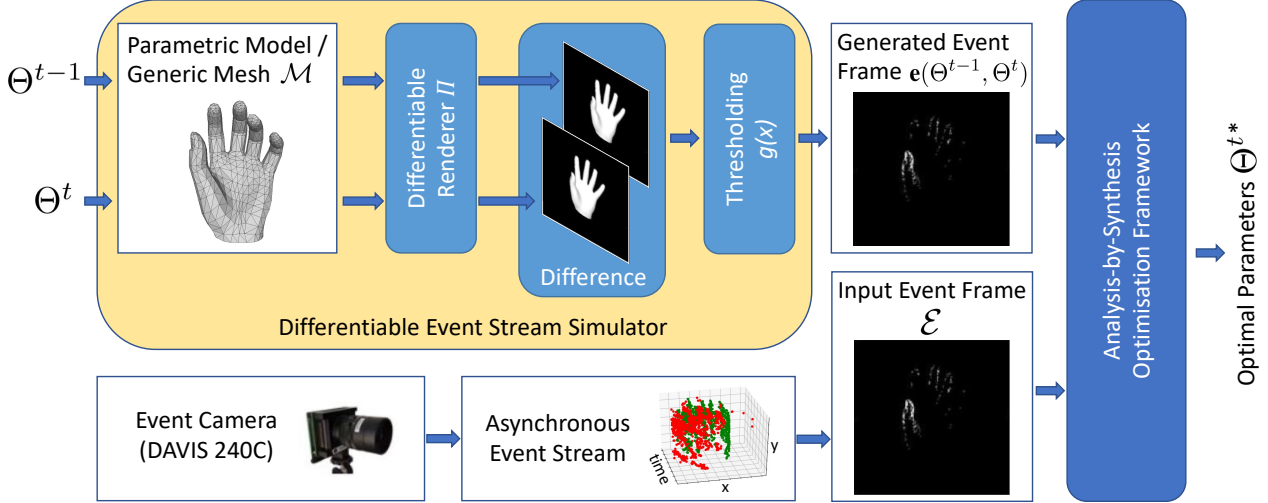 Θ^{t−1}
Θ^t
Parametric Model /
Generic Mesh ℳ
Differentiable
Renderer Π
Difference
Thresholding
g(x)
Differentiable Event Stream Simulator
Generated Event
Frame e(Θ^{t−1}, Θ^t)
Input Event Frame
ℰ
Event Camera
(DAVIS 240C)
Asynchronous
Event Stream
time
x
y
Analysis-by-Synthesis
Optimisation Framework
Optimal Parameters Θ^{t*}